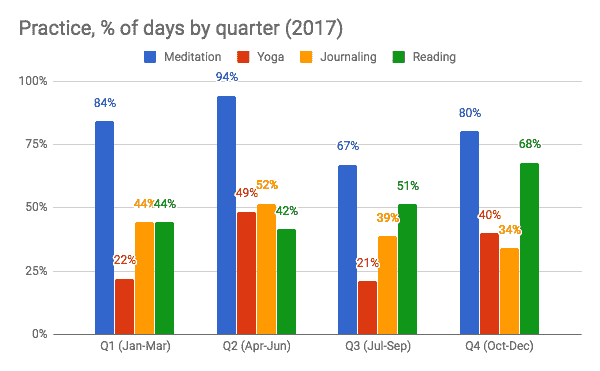 Practice, % of days by quarter (2017)
Meditation Yoga Journaling Reading
100%
75%
50%
25%
0%
84% 22% 44% 44%
94% 49% 52% 42%
67% 21% 39% 51%
80% 40% 34% 68%
Q1 (Jan-Mar) Q2 (Apr-Jun) Q3 (Jul-Sep) Q4 (Oct-Dec)